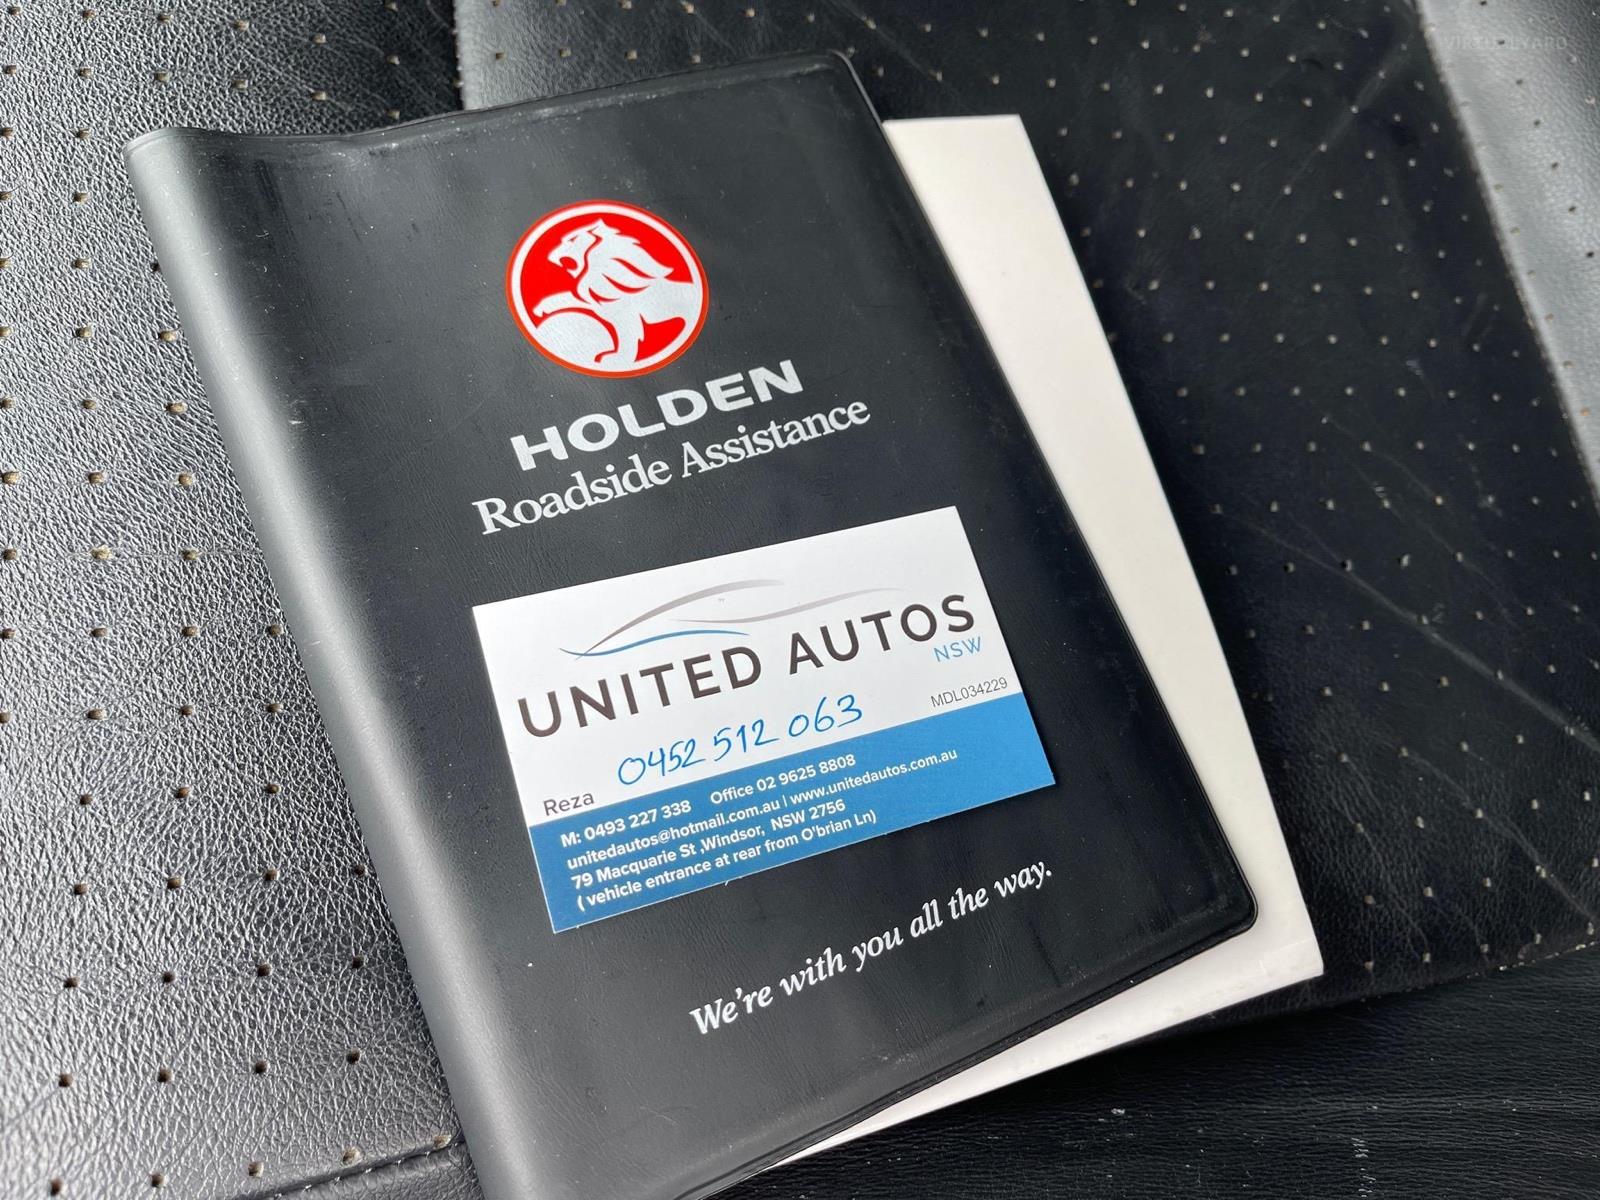 VIRTUALYARD
HOLDEN
Roadside Assistance
UNITED AUTOS
NSW
0452 512 063
MDL034229
Reza
M: 0493 227 338 Office 02 9625 8808
unitedautos@hotmail.com.au | www.unitedautos.com.au
79 Macquarie St ,Windsor, NSW 2756
( vehicle entrance at rear from O'brian Ln)
We're with you all the way.